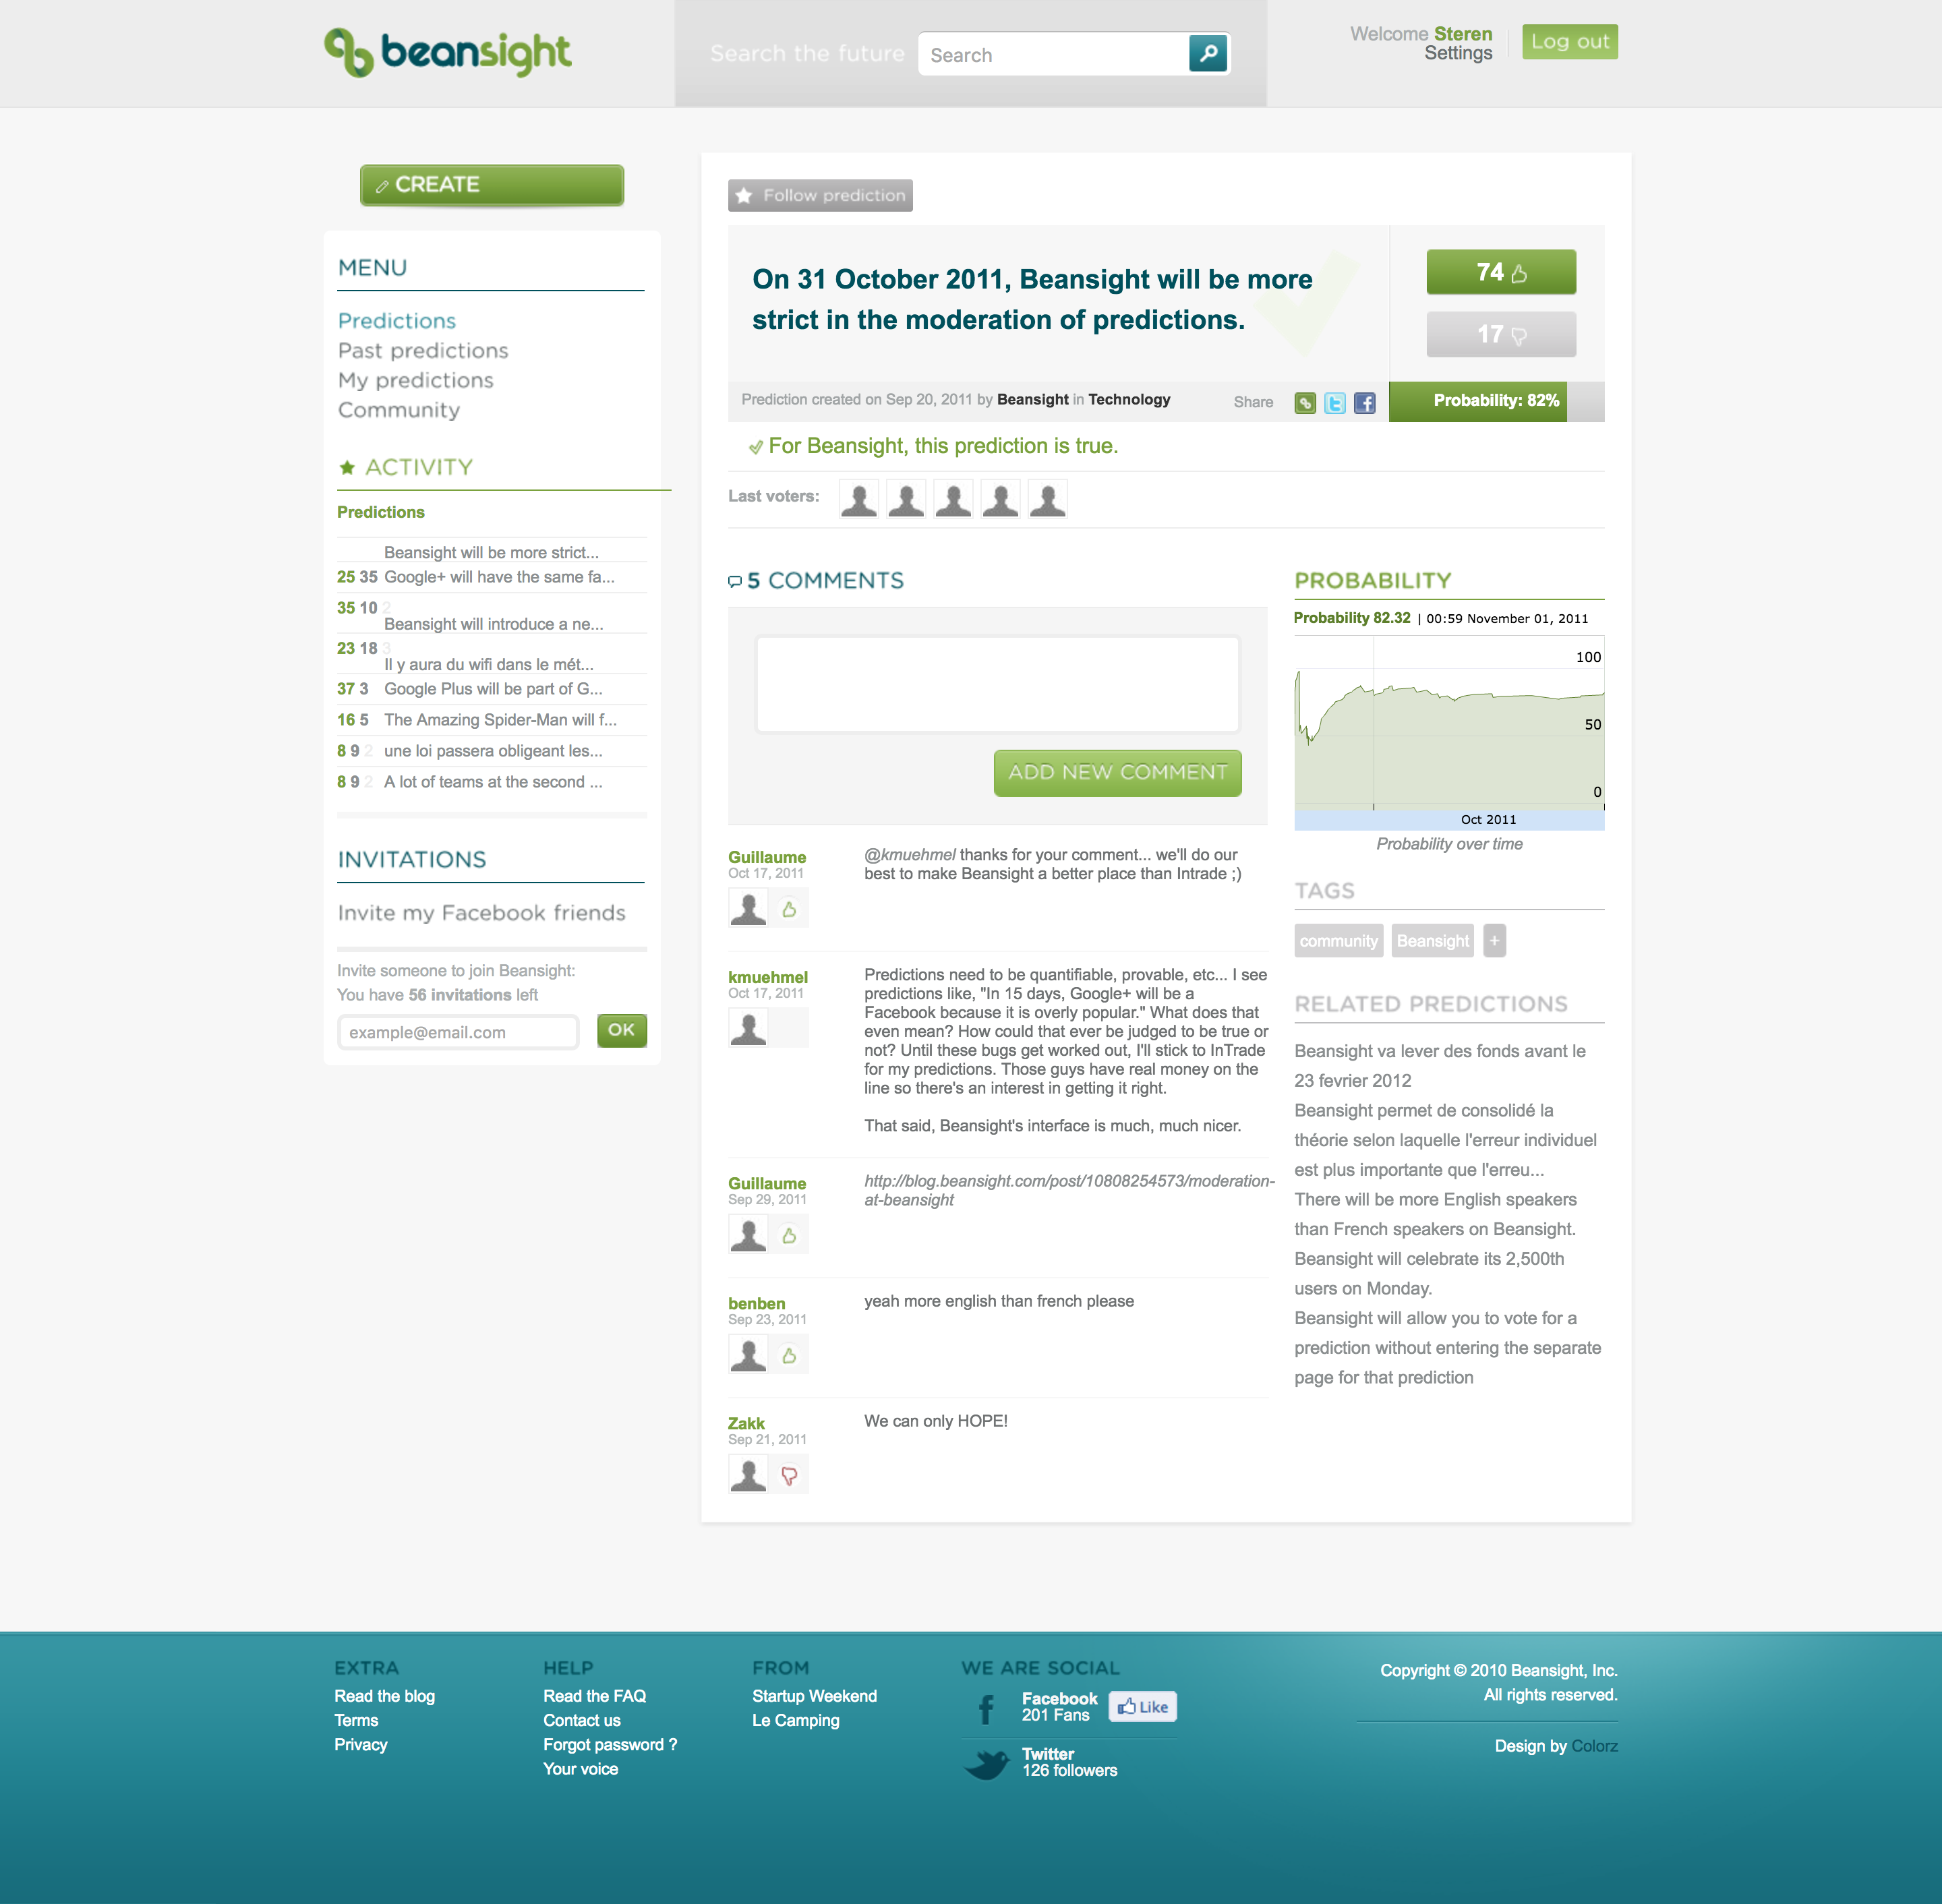 beansight
Search the future
Search
Welcome Steren
Settings
Log out
CREATE
MENU
Predictions
Past predictions
My predictions
Community
ACTIVITY
Predictions
Beansight will be more strict...
25 35 Google+ will have the same fa...
35 10 2
Beansight will introduce a ne...
23 18 3
Il y aura du wifi dans le mét...
37 3 Google Plus will be part of G...
16 5 The Amazing Spider-Man will f...
8 9 2 une loi passera obligeant les...
8 9 2 A lot of teams at the second ...
INVITATIONS
Invite my Facebook friends
Invite someone to join Beansight:
You have 56 invitations left
example@email.com
OK
Follow prediction
On 31 October 2011, Beansight will be more
strict in the moderation of predictions.
74
17
Prediction created on Sep 20, 2011 by Beansight in Technology
Share
Probability: 82%
For Beansight, this prediction is true.
Last voters:
5 COMMENTS
ADD NEW COMMENT
Guillaume
Oct 17, 2011
@kmuehmel thanks for your comment... we'll do our
best to make Beansight a better place than Intrade ;)
kmuehmel
Oct 17, 2011
Predictions need to be quantifiable, provable, etc... I see
predictions like, "In 15 days, Google+ will be a
Facebook because it is overly popular." What does that
even mean? How could that ever be judged to be true or
not? Until these bugs get worked out, I'll stick to InTrade
for my predictions. Those guys have real money on the
line so there's an interest in getting it right.
That said, Beansight's interface is much, much nicer.
Guillaume
Sep 29, 2011
http://blog.beansight.com/post/10808254573/moderation-
at-beansight
benben
Sep 23, 2011
yeah more english than french please
Zakk
Sep 21, 2011
We can only HOPE!
PROBABILITY
Probability 82.32 | 00:59 November 01, 2011
100
50
0
Oct 2011
Probability over time
TAGS
community
Beansight
+
RELATED PREDICTIONS
Beansight va lever des fonds avant le
23 fevrier 2012
Beansight permet de consolidé la
théorie selon laquelle l'erreur individuel
est plus importante que l'erreu...
There will be more English speakers
than French speakers on Beansight.
Beansight will celebrate its 2,500th
users on Monday.
Beansight will allow you to vote for a
prediction without entering the separate
page for that prediction
EXTRA
Read the blog
Terms
Privacy
HELP
Read the FAQ
Contact us
Forgot password ?
Your voice
FROM
Startup Weekend
Le Camping
WE ARE SOCIAL
Facebook
201 Fans
Like
Twitter
126 followers
Copyright © 2010 Beansight, Inc.
All rights reserved.
Design by Colorz